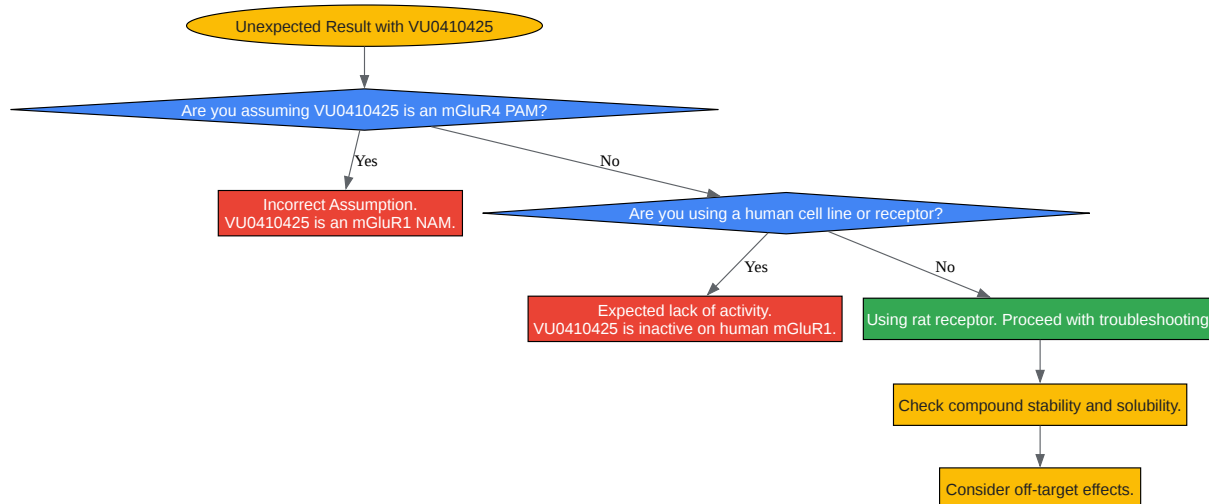 Unexpected Result with VU0410425
Are you assuming VU0410425 is an mGluR4 PAM?
Yes
No
Incorrect Assumption.
VU0410425 is an mGluR1 NAM.
Are you using a human cell line or receptor?
Yes
No
Expected lack of activity.
VU0410425 is inactive on human mGluR1.
Using rat receptor. Proceed with troubleshooting
Check compound stability and solubility.
Consider off-target effects.